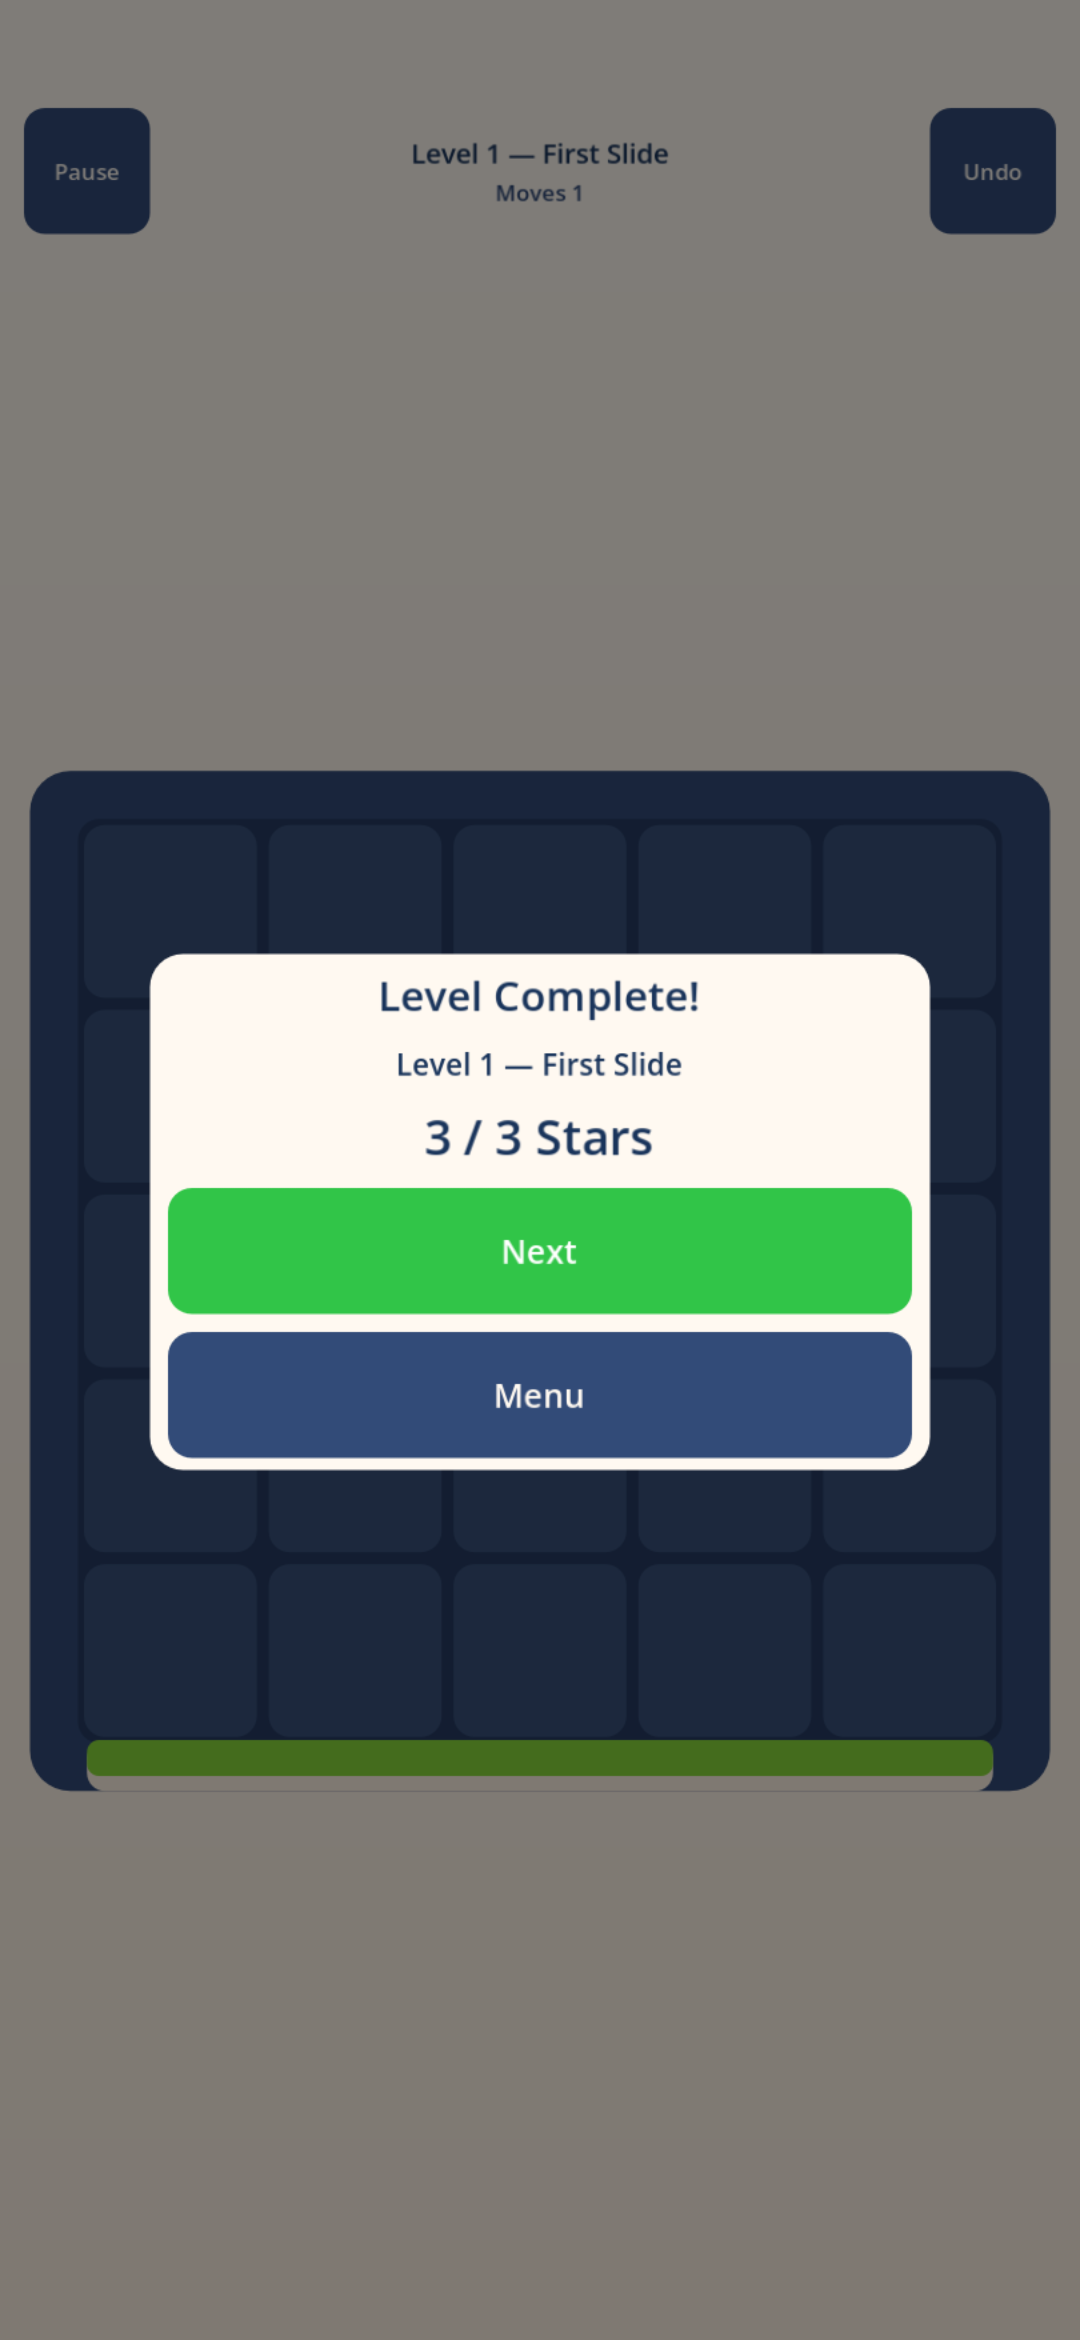 Pause
Level 1 — First Slide
Moves 1
Undo
Level Complete!
Level 1 — First Slide
3 / 3 Stars
Next
Menu